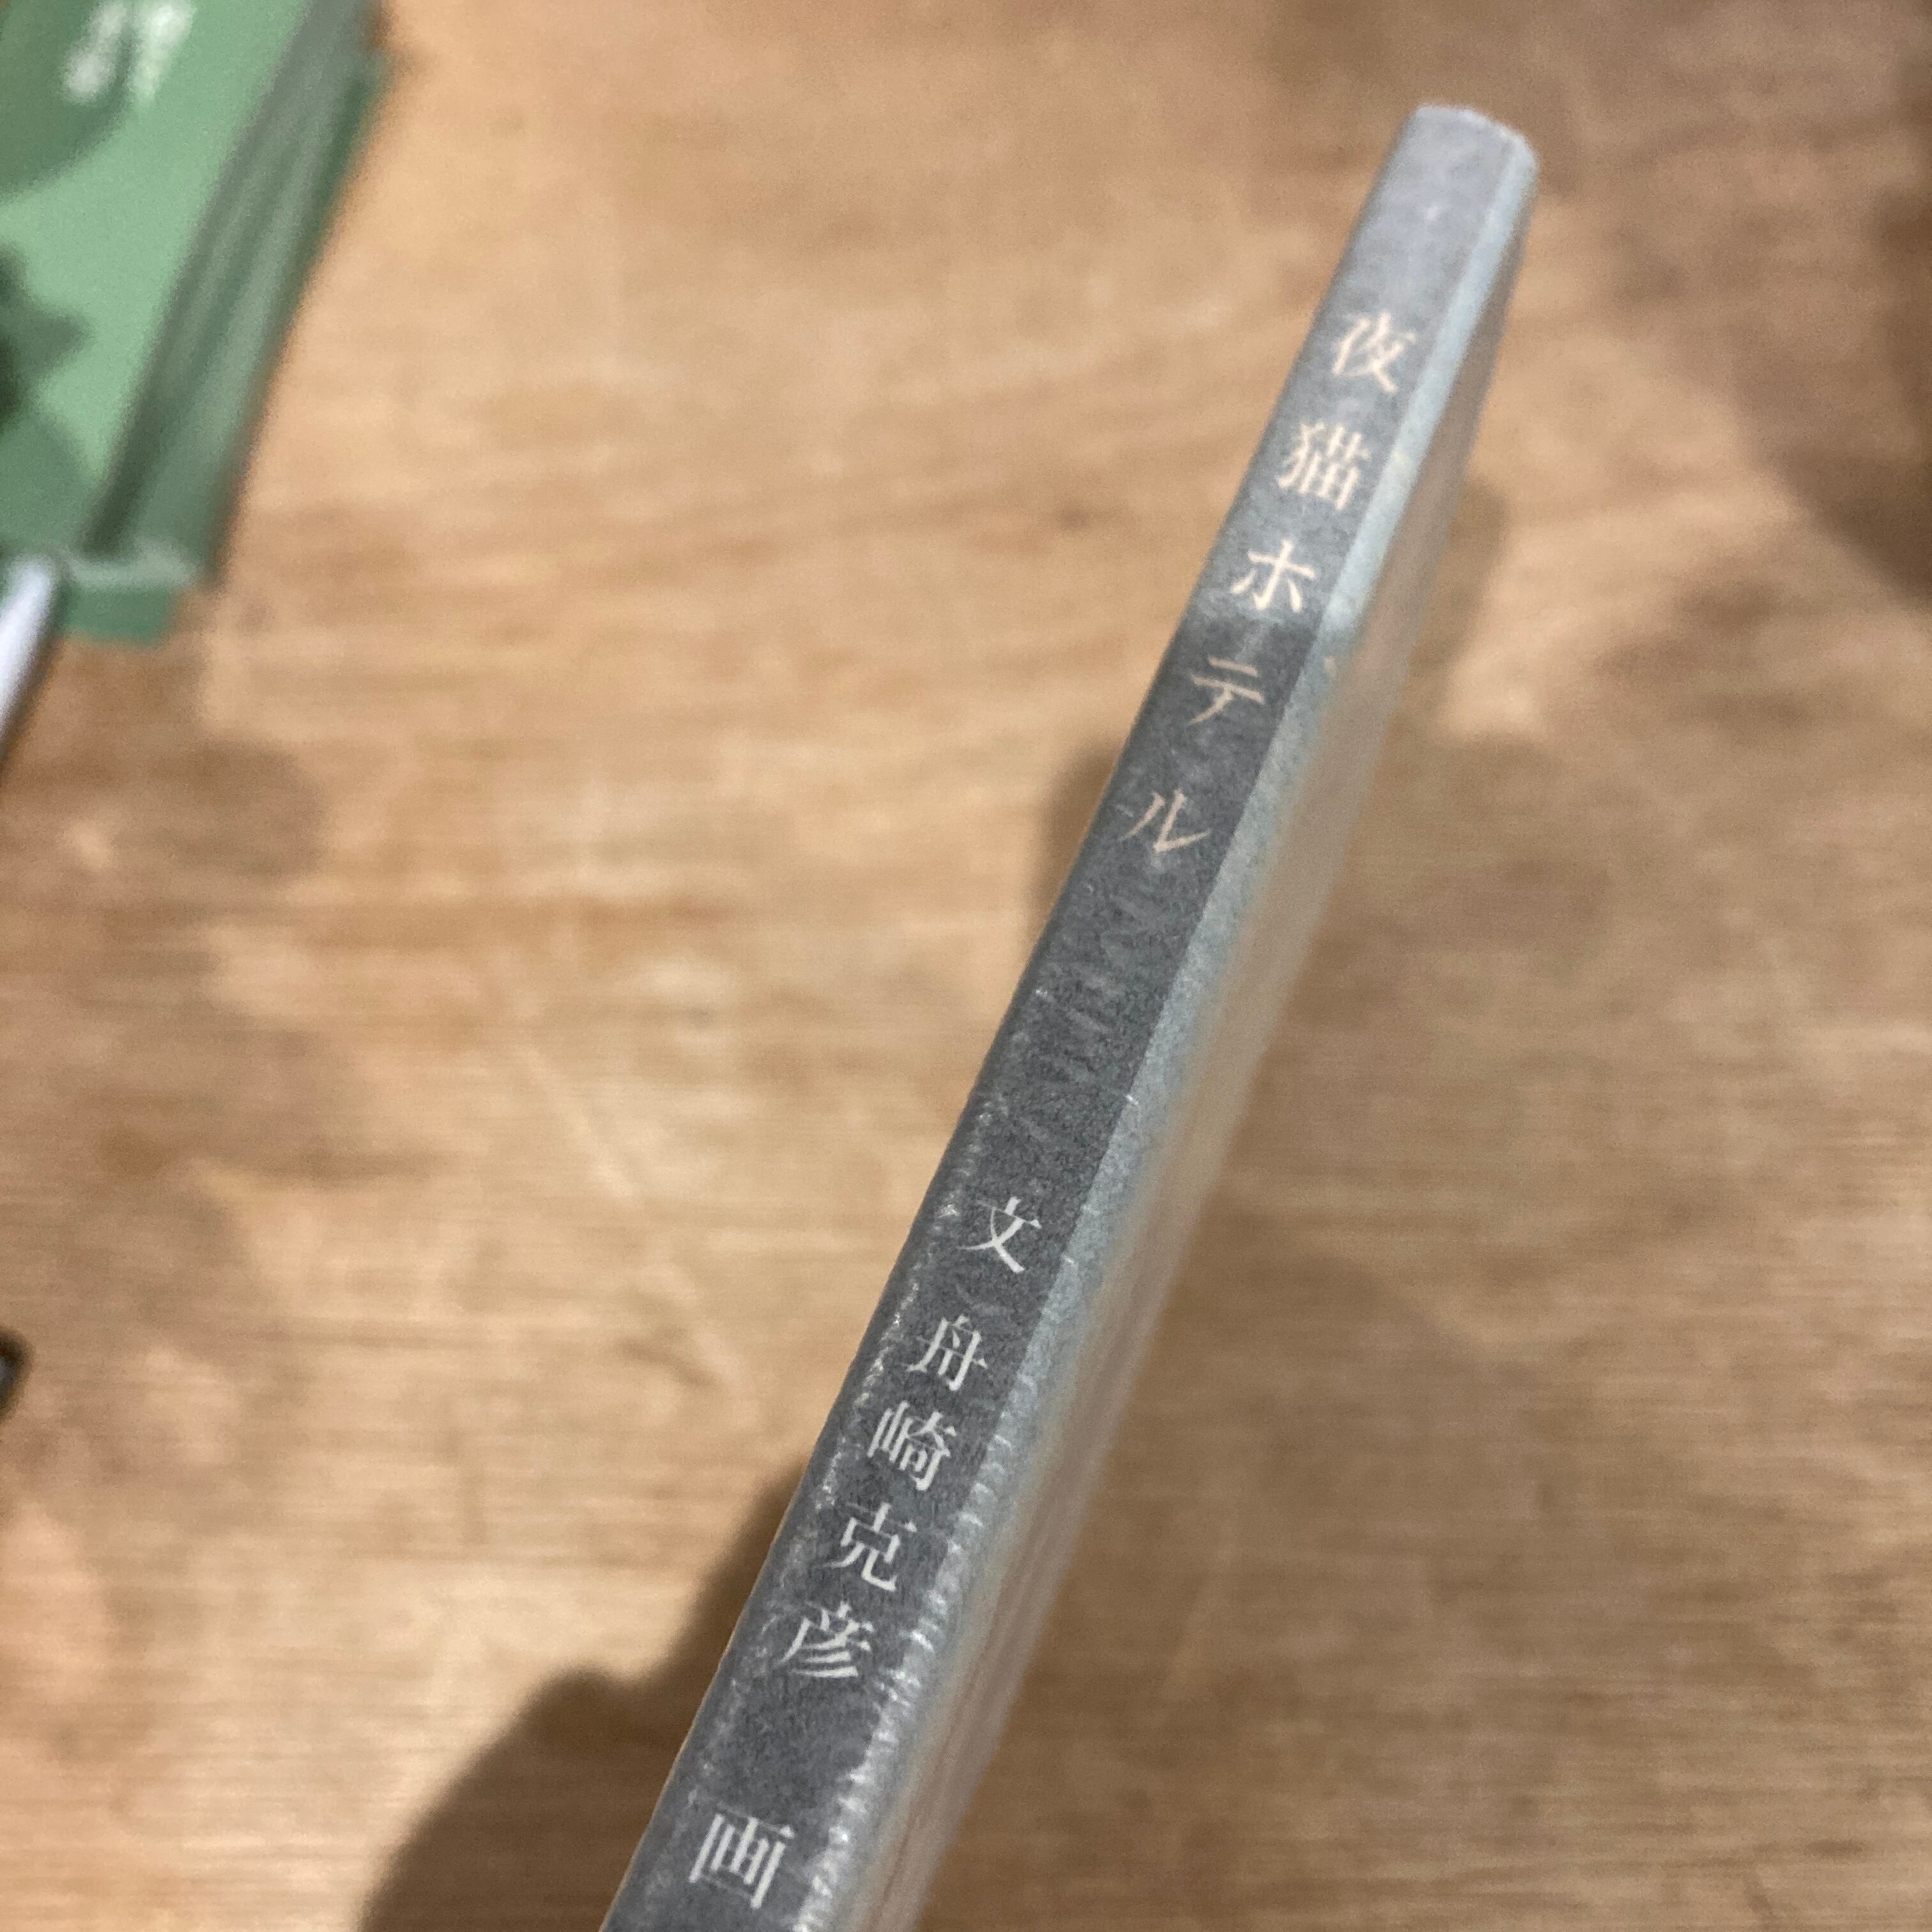 夜猫ホテル
文 舟崎克彦
画